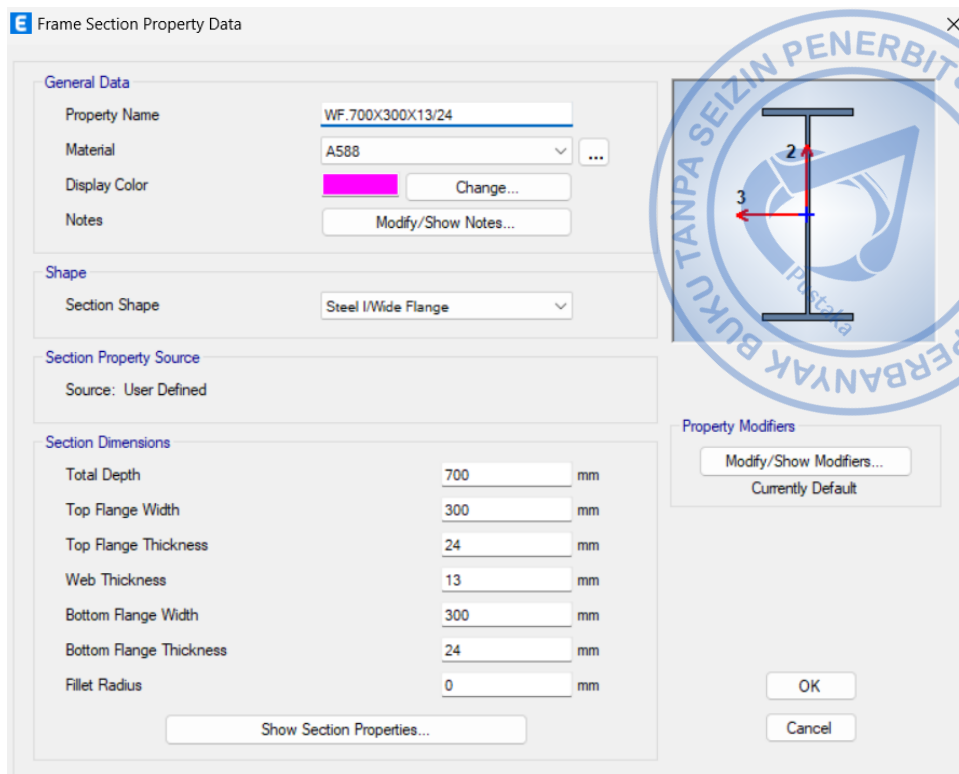 E Frame Section Property Data
General Data
Property Name WF.700X300X13/24
Material A588 ...
Display Color Change...
Notes Modify/Show Notes...
Shape
Section Shape Steel I/Wide Flange
Section Property Source
Source: User Defined
Section Dimensions
Total Depth 700 mm
Top Flange Width 300 mm
Top Flange Thickness 24 mm
Web Thickness 13 mm
Bottom Flange Width 300 mm
Bottom Flange Thickness 24 mm
Fillet Radius 0 mm
Show Section Properties...
2
3
Property Modifiers
Modify/Show Modifiers...
Currently Default
OK
Cancel
TANPA SEIZIN PENERBIT
BUKU
Pustaka